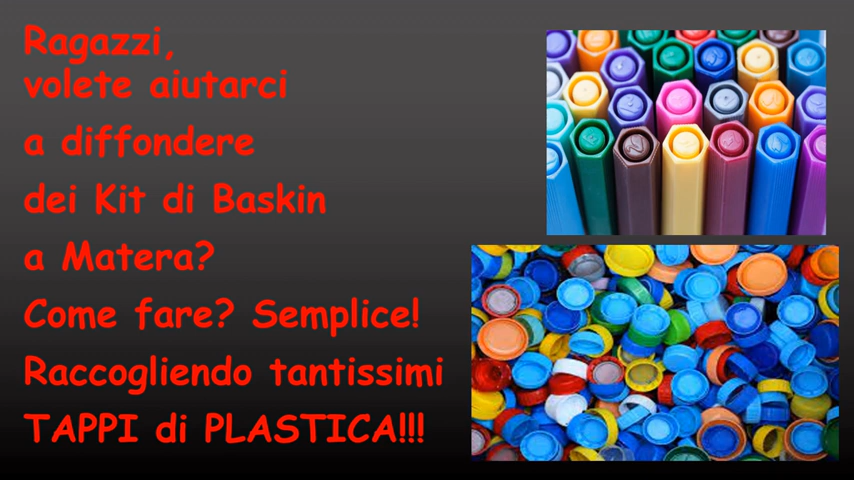 Ragazzi,
volete aiutarci
a diffondere
dei Kit di Baskin
a Matera?
Come fare? Semplice!
Raccogliendo tantissimi
TAPPI di PLASTICA!!!